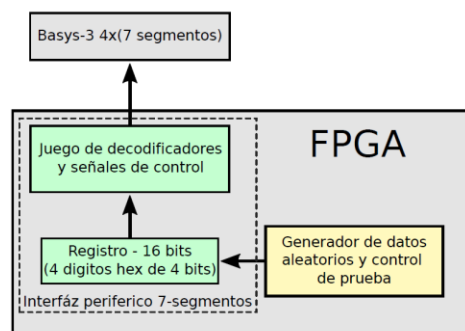 Basys-3 4x(7 segmentos)
FPGA
Juego de decodificadores
y señales de control
Registro - 16 bits
(4 digitos hex de 4 bits)
Interfáz periferico 7-segmentos
Generador de datos
aleatorios y control
de prueba